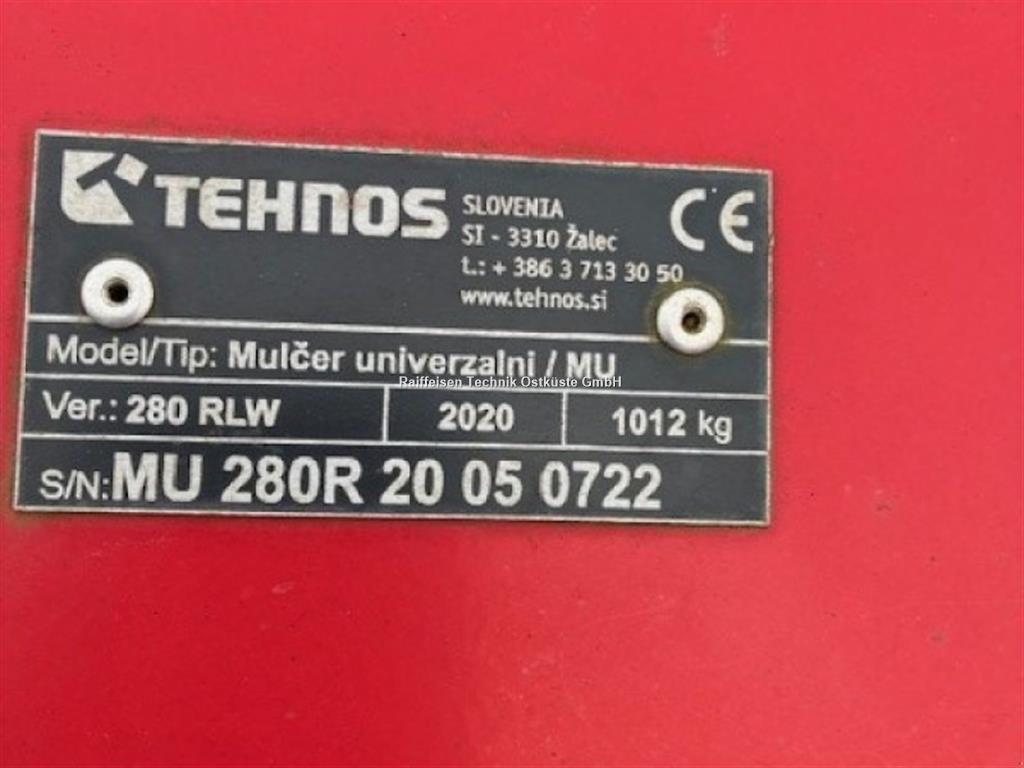 TEHNOS
SLOVENIA
SI - 3310 Žalec
t.: + 386 3 713 30 50
www.tehnos.si
CE
Model/Tip: Mulčer univerzalni / MU
Raiffeisen Technik Ostküste GmbH
Ver.: 280 RLW 2020 1012 kg
S/N: MU 280R 20 05 0722